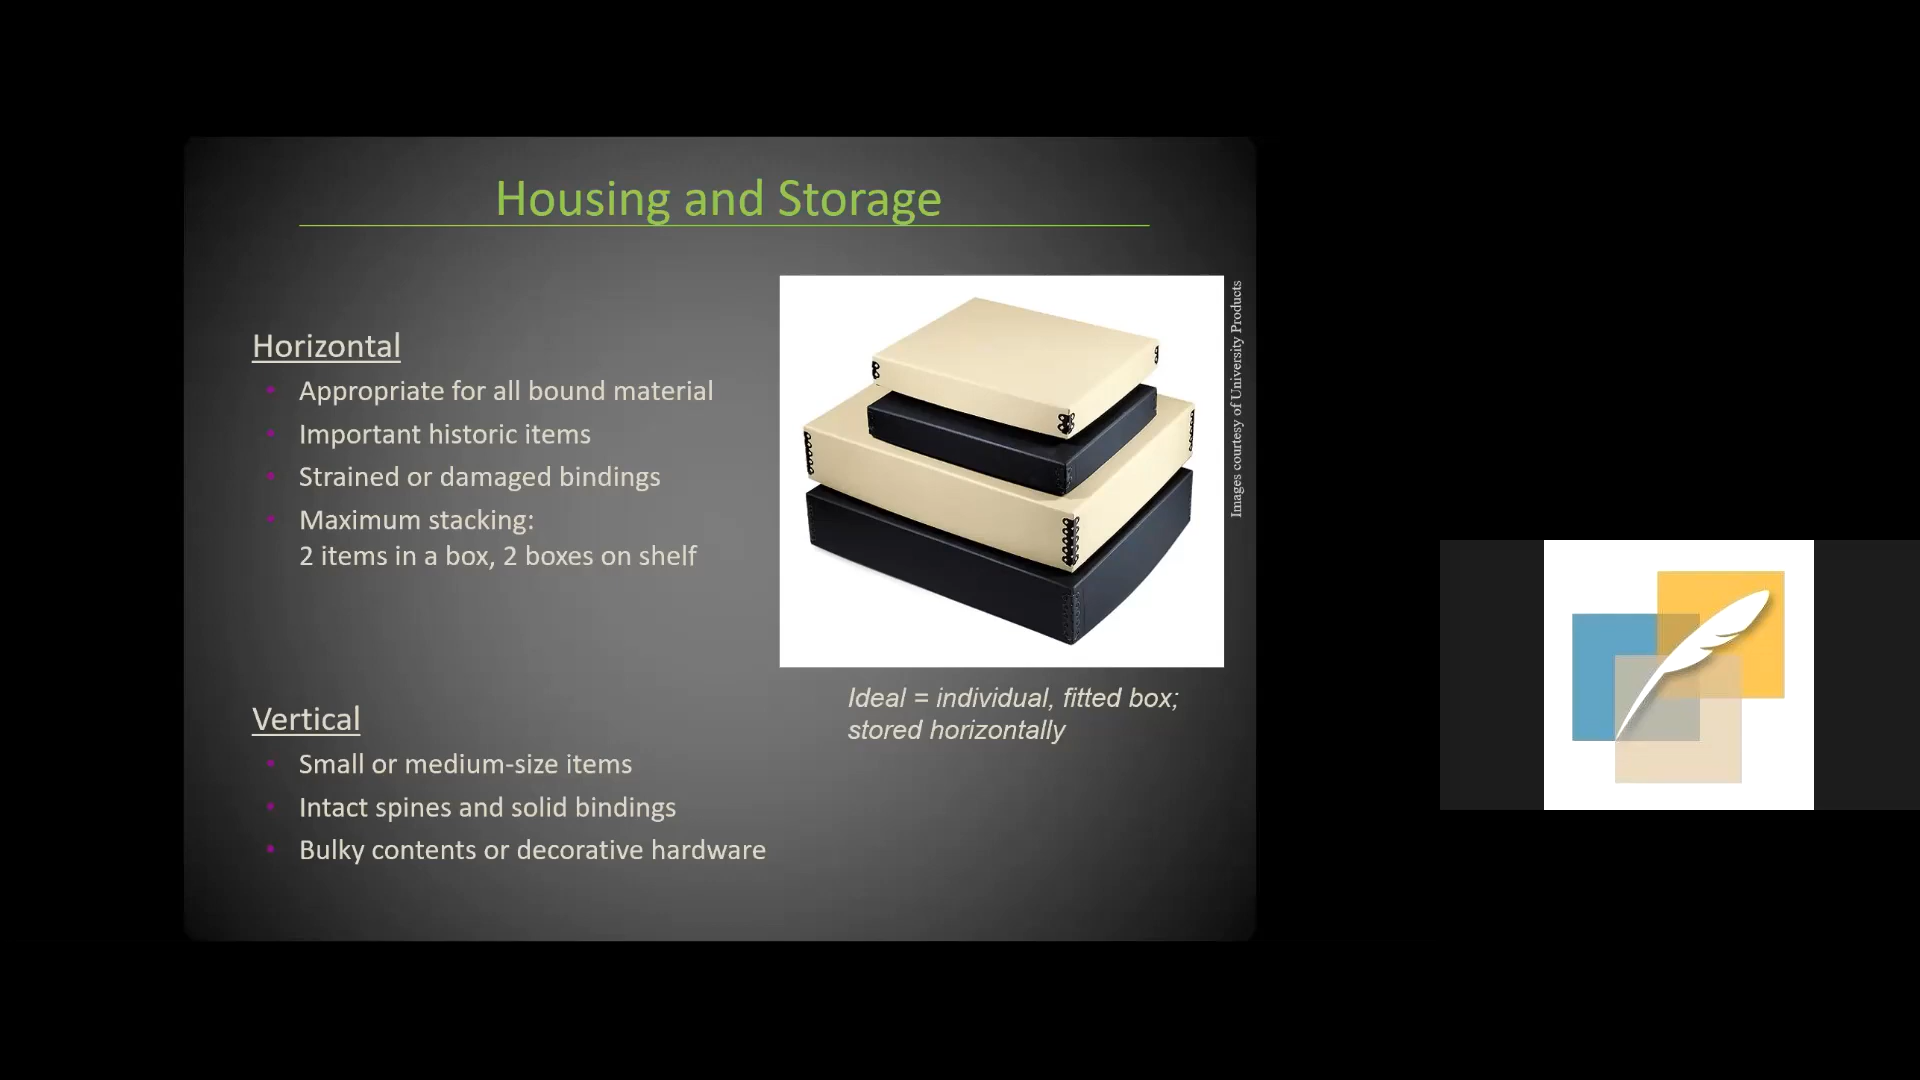 Housing and Storage
Horizontal
• Appropriate for all bound material
• Important historic items
• Strained or damaged bindings
• Maximum stacking:
2 items in a box, 2 boxes on shelf
Vertical
• Small or medium-size items
• Intact spines and solid bindings
• Bulky contents or decorative hardware
Images courtesy of University Products
Ideal = individual, fitted box;
stored horizontally